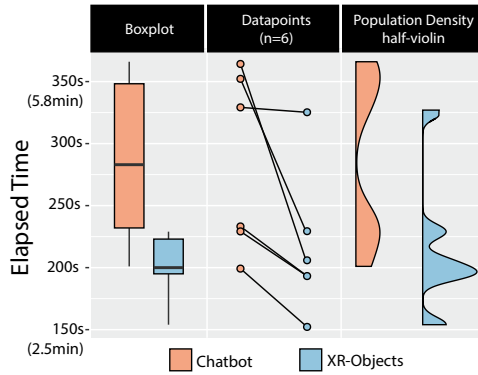 Boxplot
Datapoints
(n=6)
Population Density
half-violin
Elapsed Time
350s-
(5.8min)
300s-
250s-
200s-
150s-
(2.5min)
Chatbot
XR-Objects